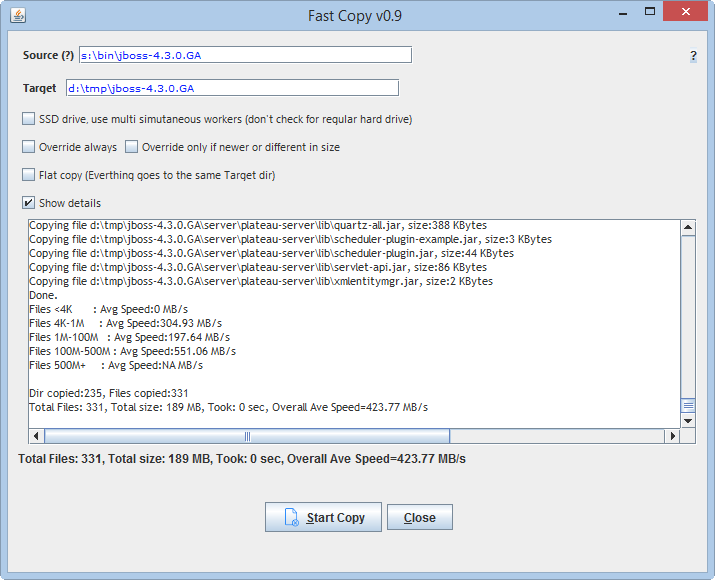 Fast Copy v0.9
Source (?) s:\bin\jboss-4.3.0.GA
?
Target d:\tmp\jboss-4.3.0.GA
SSD drive, use multi simutaneous workers (don't check for reqular hard drive)
Override always Override only if newer or different in size
Flat copy (Everthing goes to the same Target dir)
Show details
Copying file d:\tmp\jboss-4.3.0.GA\server\plateau-server\lib\quartz-all.jar, size:388 KBytes
Copying file d:\tmp\jboss-4.3.0.GA\server\plateau-server\lib\scheduler-plugin-example.jar, size:3 KBytes
Copying file d:\tmp\jboss-4.3.0.GA\server\plateau-server\lib\scheduler-plugin.jar, size:44 KBytes
Copying file d:\tmp\jboss-4.3.0.GA\server\plateau-server\lib\servlet-api.jar, size:86 KBytes
Copying file d:\tmp\jboss-4.3.0.GA\server\plateau-server\lib\xmlentitymgr.jar, size:2 KBytes
Done.
Files <4K : Avg Speed:0 MB/s
Files 4K-1M : Avg Speed:304.93 MB/s
Files 1M-100M : Avg Speed:197.64 MB/s
Files 100M-500M : Avg Speed:551.06 MB/s
Files 500M+ : Avg Speed:NA MB/s
Dir copied:235, Files copied:331
Total Files: 331, Total size: 189 MB, Took: 0 sec, Overall Ave Speed=423.77 MB/s
Total Files: 331, Total size: 189 MB, Took: 0 sec, Overall Ave Speed=423.77 MB/s
Start Copy Close